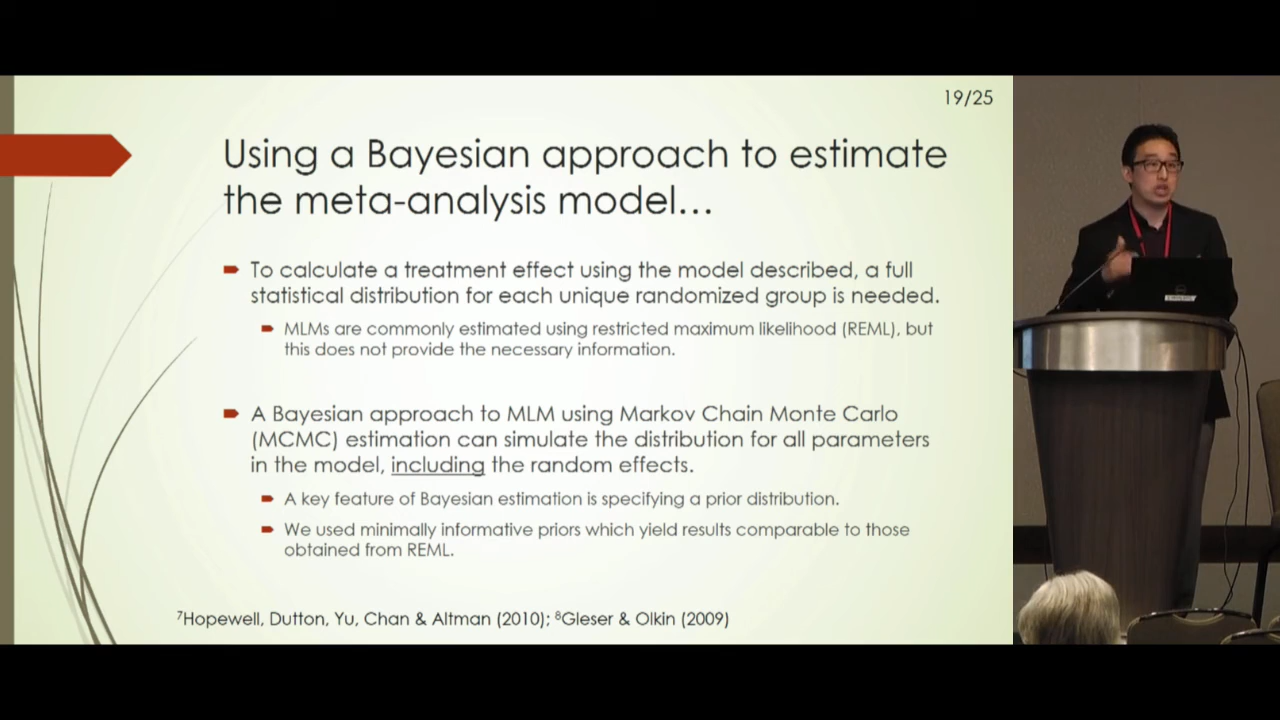 19/25
Using a Bayesian approach to estimate
the meta-analysis model…
To calculate a treatment effect using the model described, a full
statistical distribution for each unique randomized group is needed.
MLMs are commonly estimated using restricted maximum likelihood (REML), but
this does not provide the necessary information.
A Bayesian approach to MLM using Markov Chain Monte Carlo
(MCMC) estimation can simulate the distribution for all parameters
in the model, including the random effects.
A key feature of Bayesian estimation is specifying a prior distribution.
We used minimally informative priors which yield results comparable to those
obtained from REML.
⁷Hopewell, Dutton, Yu, Chan & Altman (2010); ⁸Gleser & Olkin (2009)